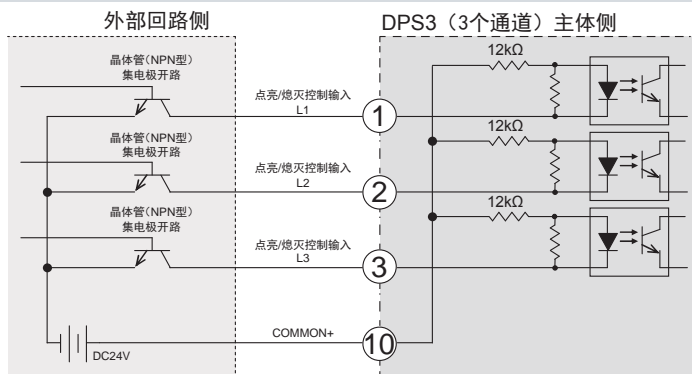 外部回路侧
DPS3（3个通道）主体侧
晶体管（NPN型）
集电极开路
点亮/熄灭控制输入
L1
1
12kΩ
晶体管（NPN型）
集电极开路
点亮/熄灭控制输入
L2
2
12kΩ
晶体管（NPN型）
集电极开路
点亮/熄灭控制输入
L3
3
12kΩ
DC24V
COMMON+
10